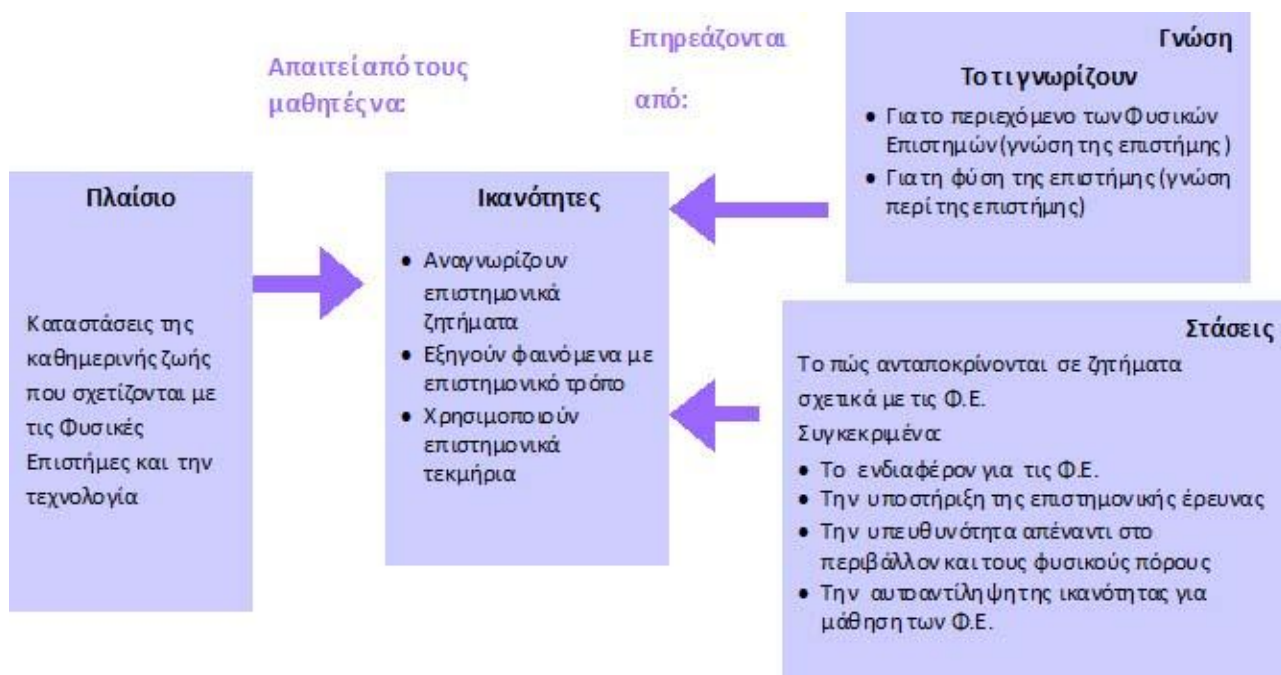 Απαιτεί από τους
μαθητές να:
Επηρεάζονται
από:
Πλαίσιο
Καταστάσεις της
καθημερινής ζωής
που σχετίζονται με
τις Φυσικές
Επιστήμες και την
τεχνολογία
Ικανότητες
● Αναγνωρίζουν
επιστημονικά
ζητήματα
● Εξηγούν φαινόμενα με
επιστημονικό τρόπο
● Χρησιμοποιούν
επιστημονικά
τεκμήρια
Γνώση
Το τι γνωρίζουν
● Για το περιεχόμενο των Φυσικών
Επιστημών (γνώση της επιστήμης)
● Για τη φύση της επιστήμης (γνώση
περί της επιστήμης)
Στάσεις
Το πώς ανταποκρίνονται σε ζητήματα
σχετικά με τις Φ.Ε.
Συγκεκριμένα:
● Το ενδιαφέρον για τις Φ.Ε.
● Την υποστήριξη της επιστημονικής έρευνας
● Την υπευθυνότητα απέναντι στο
περιβάλλον και τους φυσικούς πόρους
● Την αυτοαντίληψη της ικανότητας για
μάθηση των Φ.Ε.